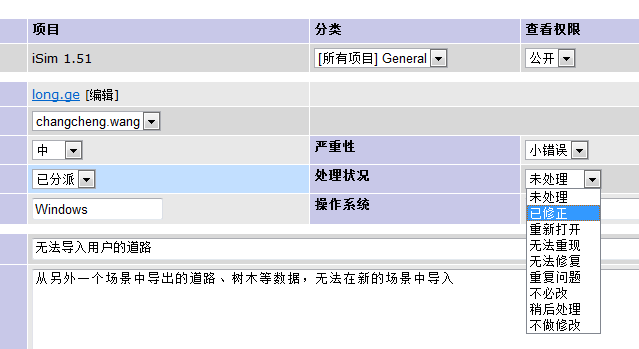 项目 分类 查看权限
iSim 1.51 [所有项目] General 公开
long.ge [编辑]
changcheng.wang
中 严重性 小错误
已分派 处理状况 未处理
Windows 操作系统
未处理
已修正
重新打开
无法重现
无法修复
重复问题
不必改
稍后处理
不做修改
无法导入用户的道路
从另外一个场景中导出的道路、树木等数据，无法在新的场景中导入